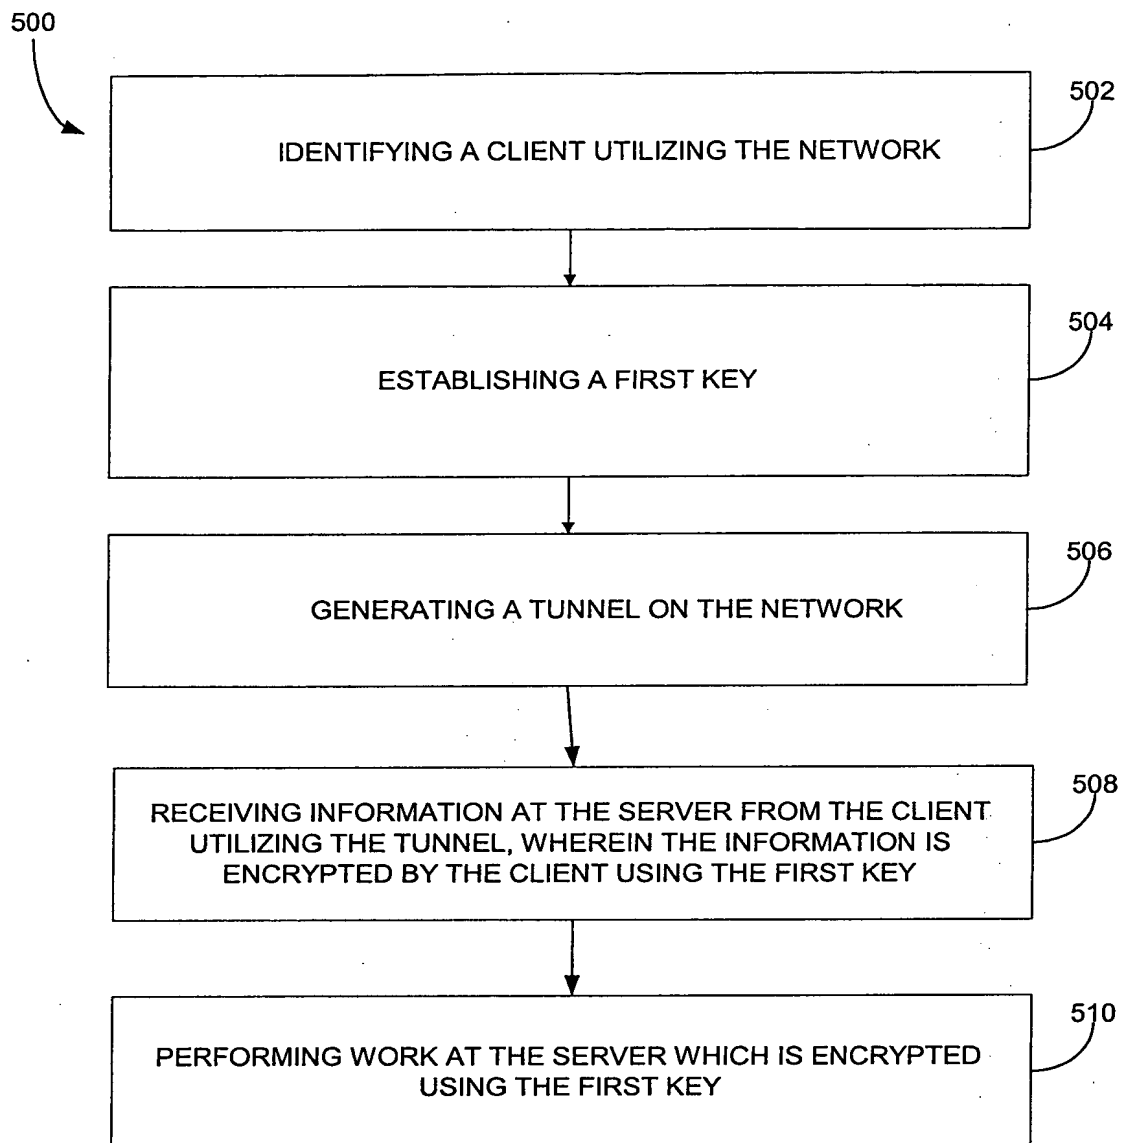 500
502
IDENTIFYING A CLIENT UTILIZING THE NETWORK
504
ESTABLISHING A FIRST KEY
506
GENERATING A TUNNEL ON THE NETWORK
508
RECEIVING INFORMATION AT THE SERVER FROM THE CLIENT
UTILIZING THE TUNNEL, WHEREIN THE INFORMATION IS
ENCRYPTED BY THE CLIENT USING THE FIRST KEY
510
PERFORMING WORK AT THE SERVER WHICH IS ENCRYPTED
USING THE FIRST KEY